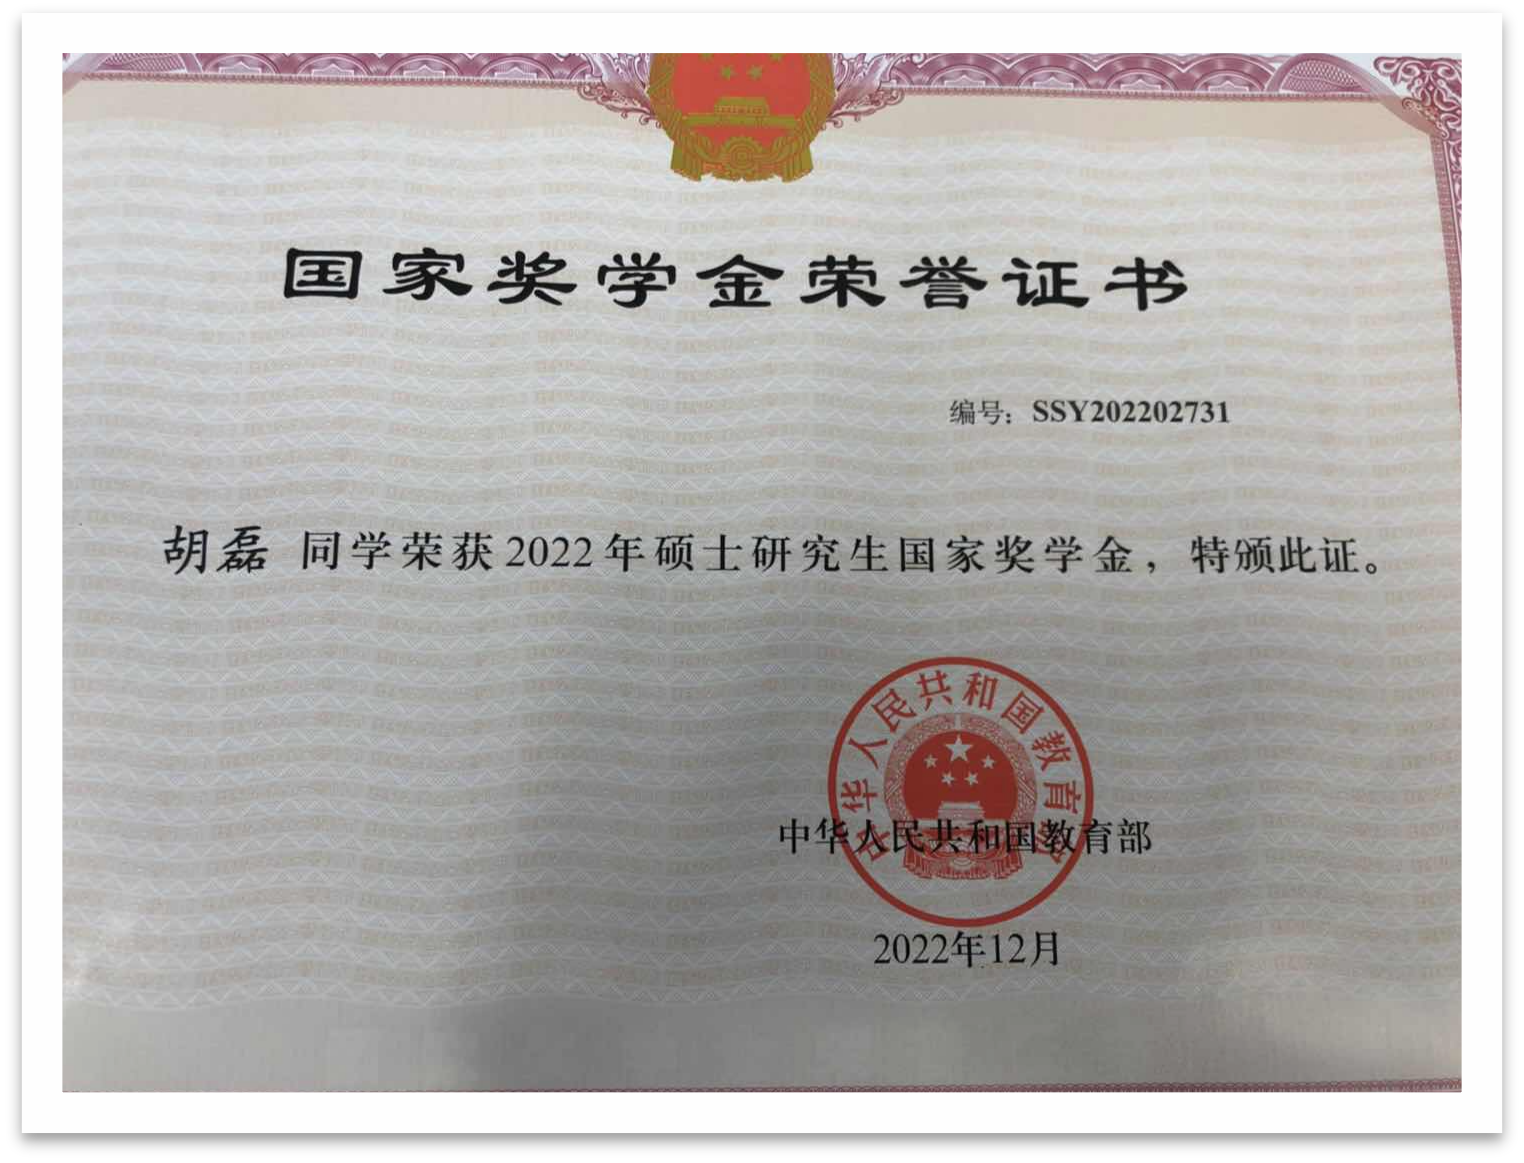 国家奖学金荣誉证书
编号：SSY202202731
胡磊 同学荣获2022年硕士研究生国家奖学金，特颁此证。
中华人民共和国教育部
中华人民共和国教育部
2022年12月